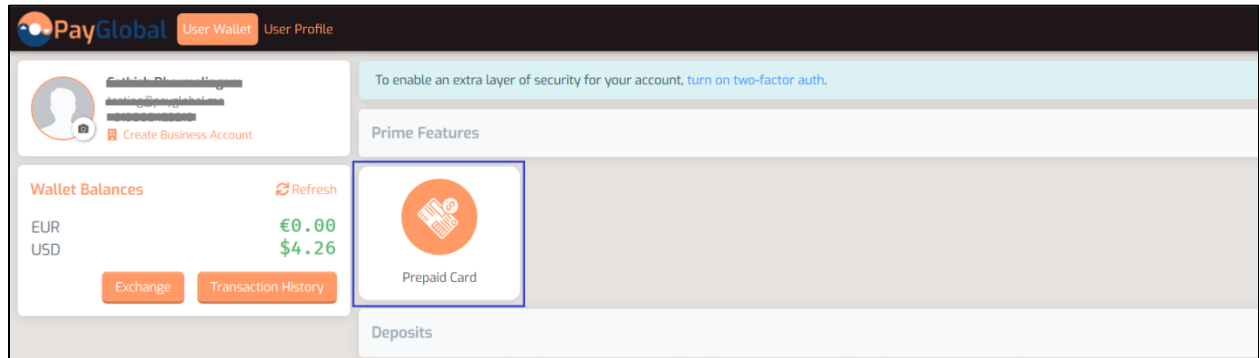 PayGlobal User Wallet User Profile
Create Business Account
To enable an extra layer of security for your account, turn on two-factor auth.
Prime Features
Wallet Balances Refresh
EUR €0.00
USD $4.26
Exchange Transaction History
Prepaid Card
Deposits